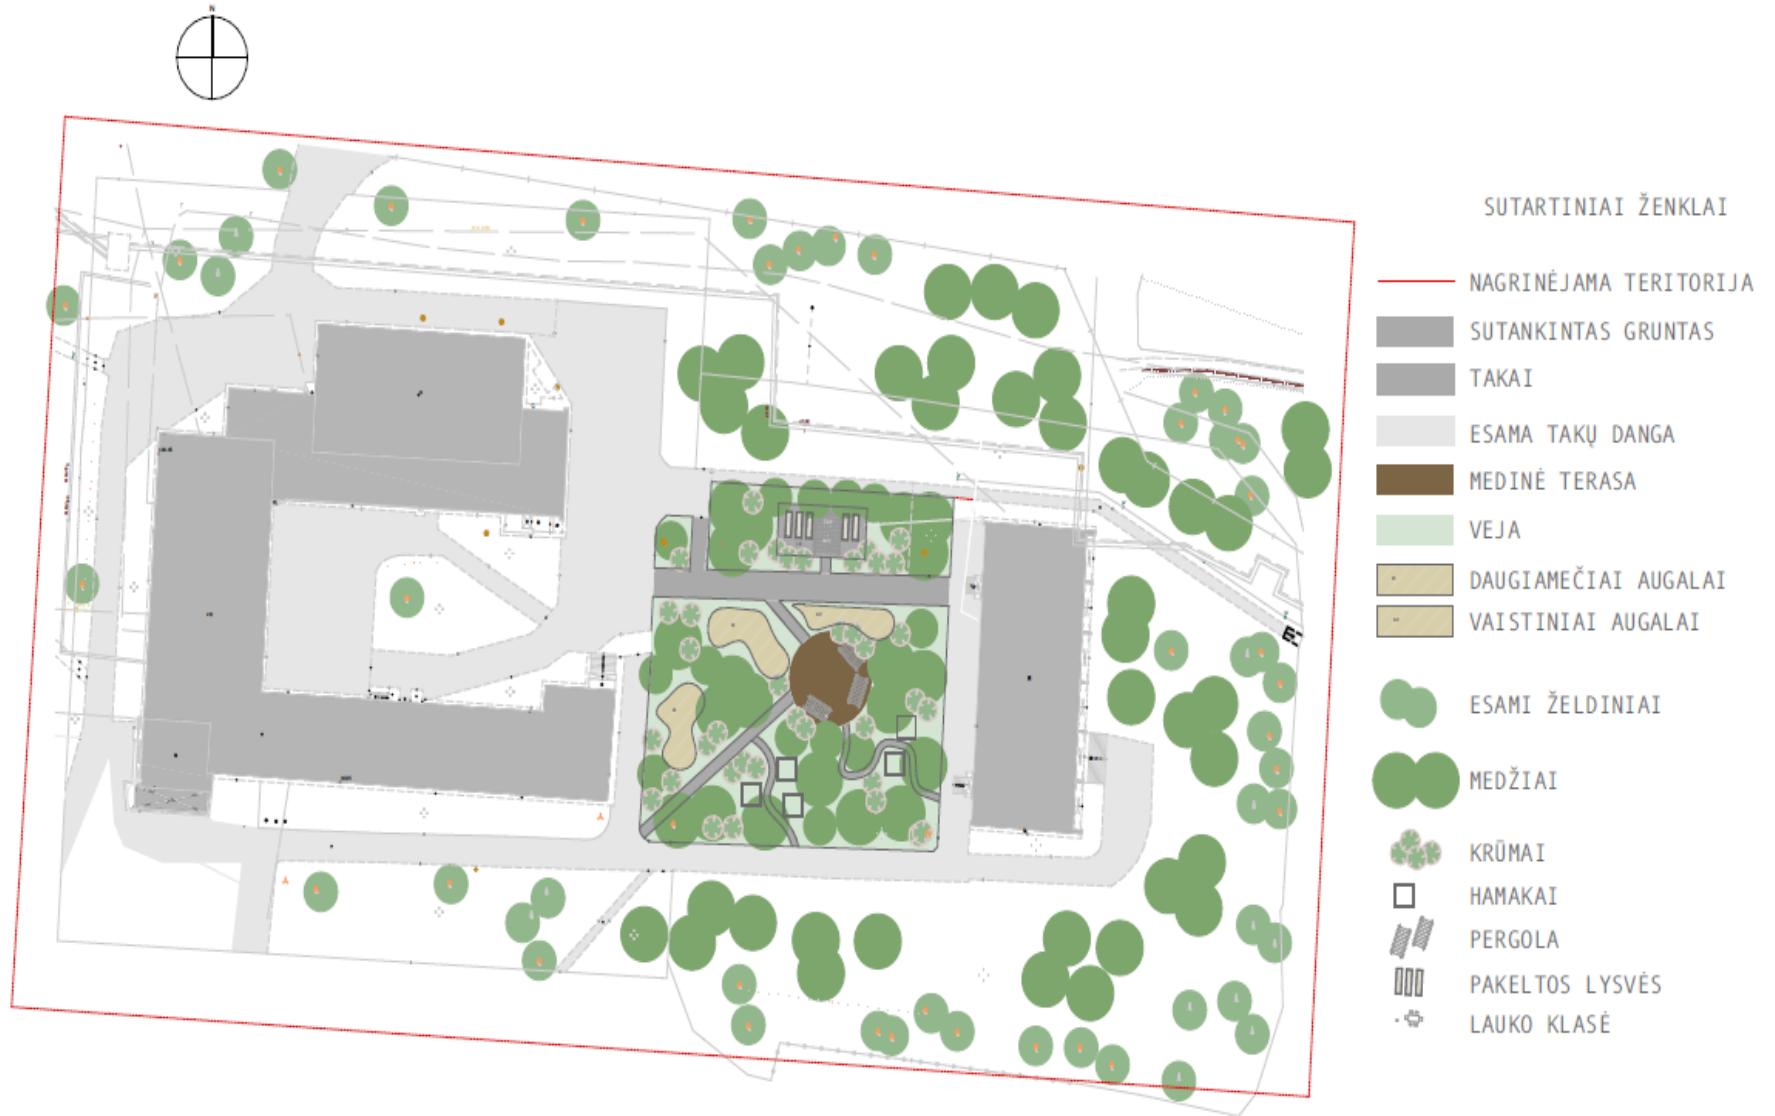 N
SUTARTINIAI ŽENKLAI
NAGRINĖJAMA TERITORIJA
SUTANKINTAS GRUNTAS
TAKAI
ESAMA TAKŲ DANGA
MEDINĖ TERASA
VEJA
DAUGIAMEČIAI AUGALAI
VAISTINIAI AUGALAI
ESAMI ŽELDINIAI
MEDŽIAI
KRŪMAI
HAMAKAI
PERGOLA
PAKELTOS LYSVĖS
LAUKO KLASĖ